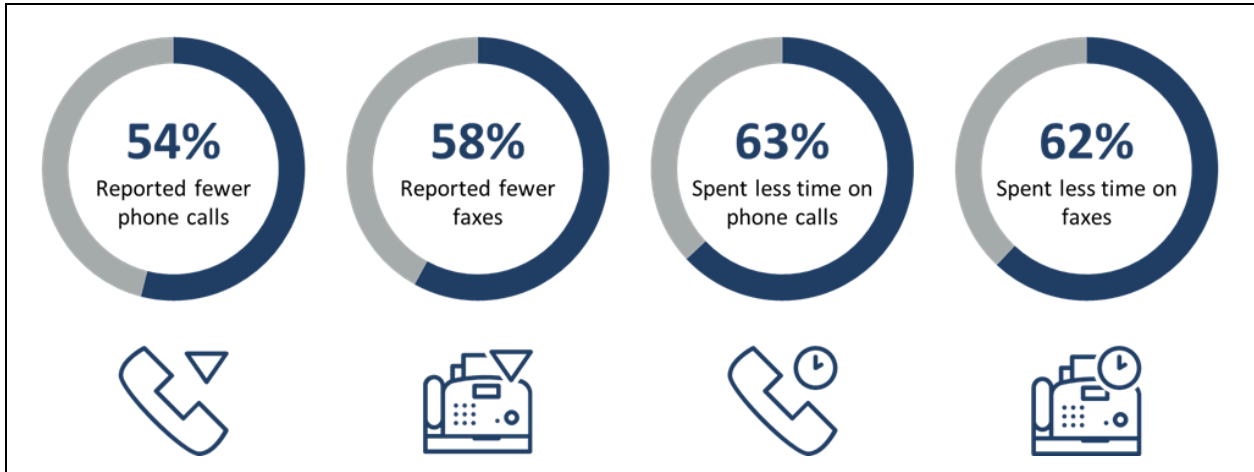 54%
Reported fewer
phone calls
58%
Reported fewer
faxes
63%
Spent less time on
phone calls
62%
Spent less time on
faxes